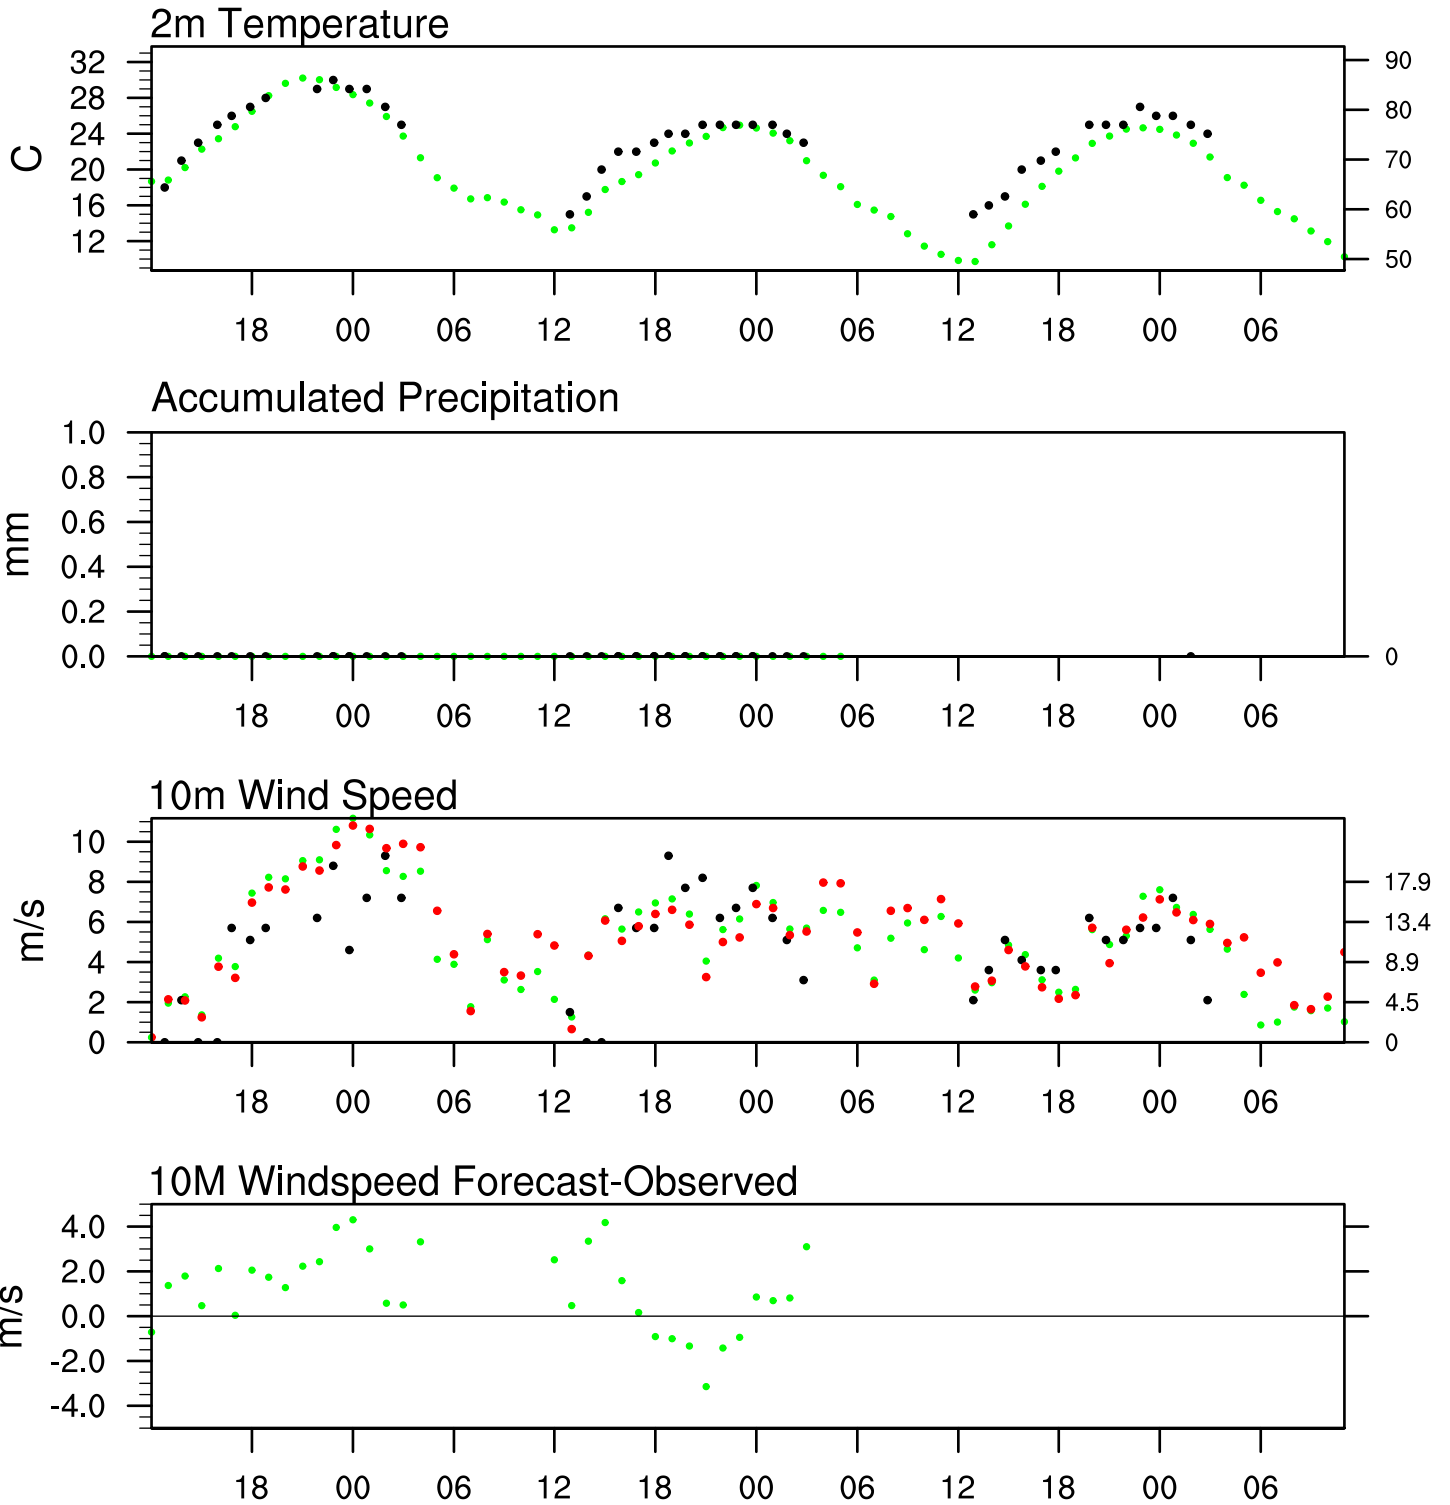 2m Temperature
32
28
24
20
16
12
C
90
80
70
60
50
18 00 06 12 18 00 06 12 18 00 06
Accumulated Precipitation
1.0
0.8
0.6
0.4
0.2
0.0
mm
0
18 00 06 12 18 00 06 12 18 00 06
10m Wind Speed
10
8
6
4
2
0
m/s
17.9
13.4
8.9
4.5
0
18 00 06 12 18 00 06 12 18 00 06
10M Windspeed Forecast-Observed
4.0
2.0
0.0
-2.0
-4.0
m/s
18 00 06 12 18 00 06 12 18 00 06